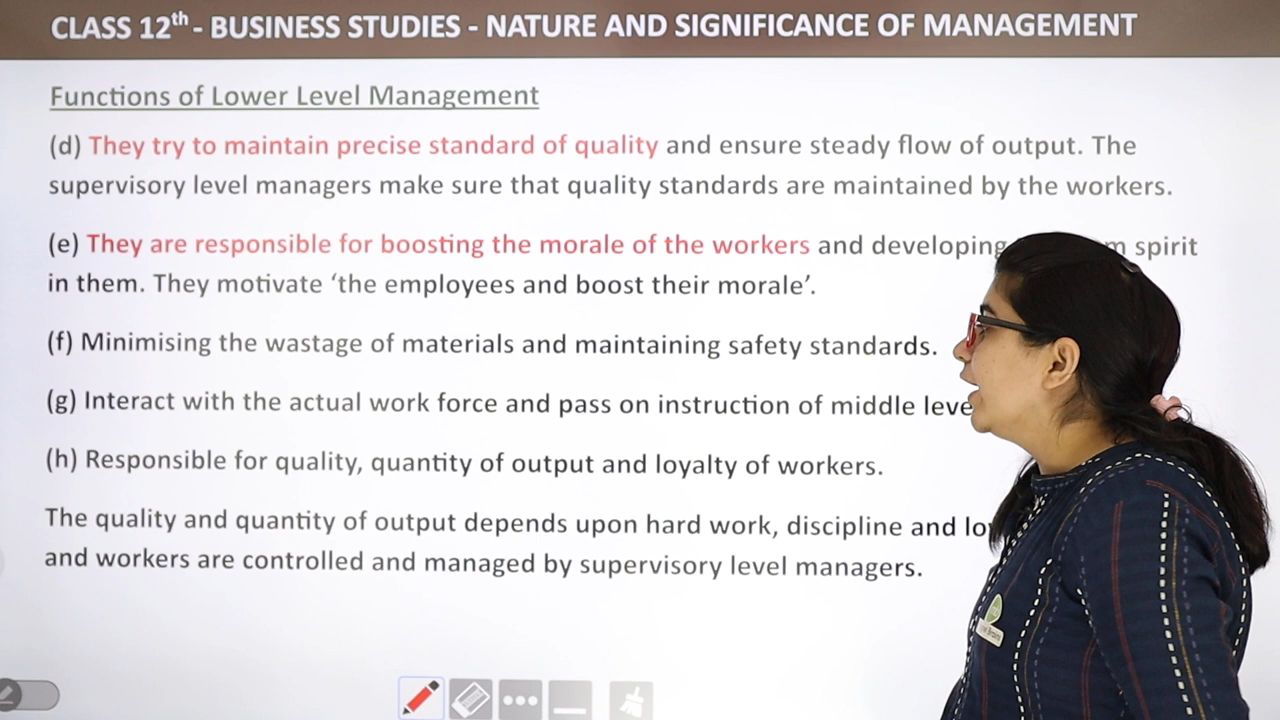 CLASS 12th - BUSINESS STUDIES - NATURE AND SIGNIFICANCE OF MANAGEMENT
Functions of Lower Level Management
(d) They try to maintain precise standard of quality and ensure steady flow of output. The
supervisory level managers make sure that quality standards are maintained by the workers.
(e) They are responsible for boosting the morale of the workers and developing spirit
in them. They motivate ‘the employees and boost their morale’.
(f) Minimising the wastage of materials and maintaining safety standards.
(g) Interact with the actual work force and pass on instruction of middle
(h) Responsible for quality, quantity of output and loyalty of workers.
The quality and quantity of output depends upon hard work, discipline and
and workers are controlled and managed by supervisory level managers.